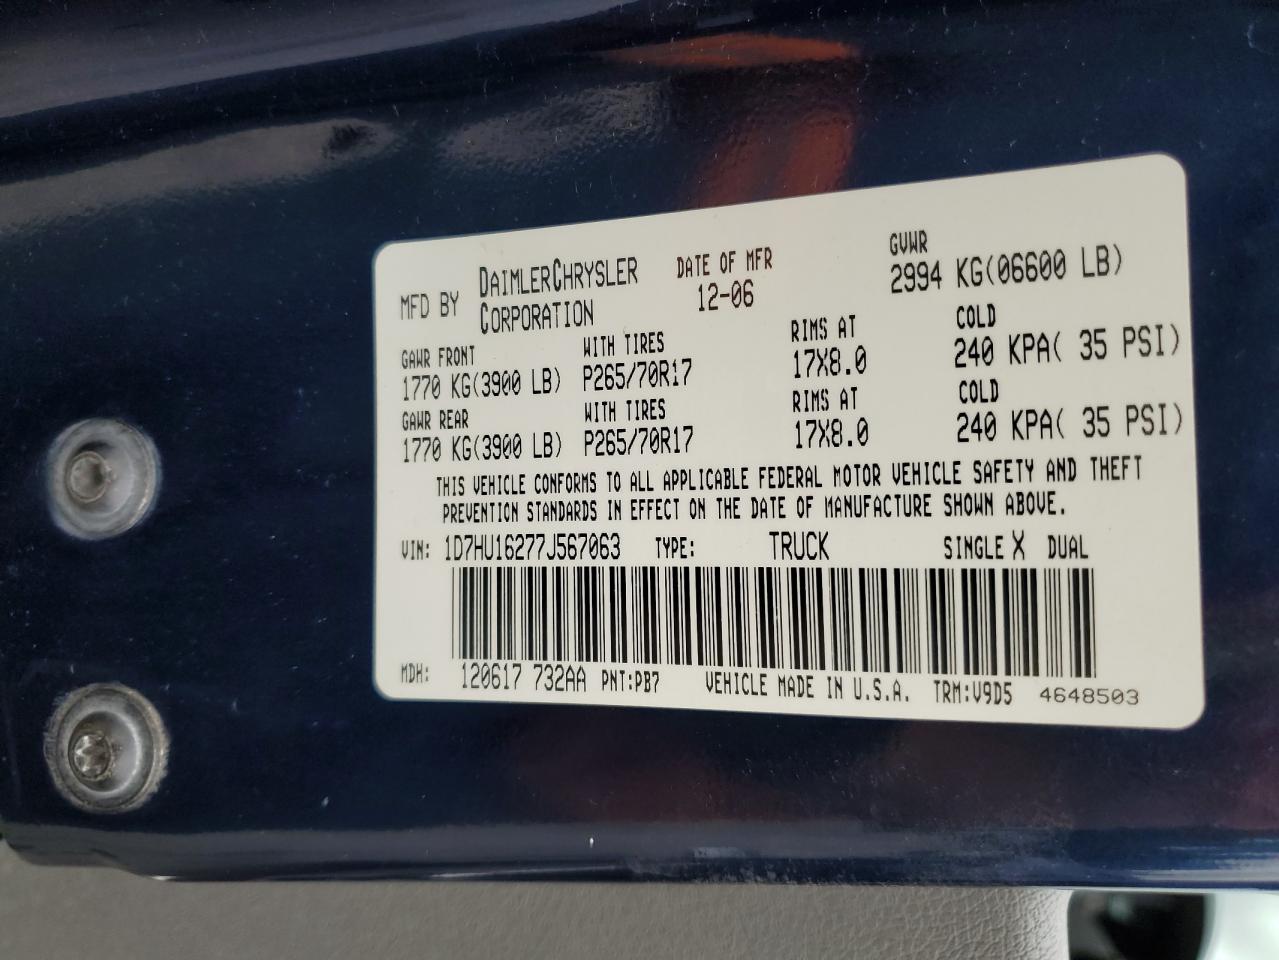 MFD BY DAIMLERCHRYSLER CORPORATION DATE OF MFR 12-06 GVWR 2994 KG(06600 LB)
GAWR FRONT WITH TIRES RIMS AT COLD
1770 KG(3900 LB) P265/70R17 17X8.0 240 KPA( 35 PSI)
GAWR REAR WITH TIRES RIMS AT COLD
1770 KG(3900 LB) P265/70R17 17X8.0 240 KPA( 35 PSI)
THIS VEHICLE CONFORMS TO ALL APPLICABLE FEDERAL MOTOR VEHICLE SAFETY AND THEFT
PREVENTION STANDARDS IN EFFECT ON THE DATE OF MANUFACTURE SHOWN ABOVE.
VIN: 1D7HU16277J567063 TYPE: TRUCK SINGLE X DUAL
MDH: 120617 732AA PNT:PB7 VEHICLE MADE IN U.S.A. TRM:V9D5 4648503